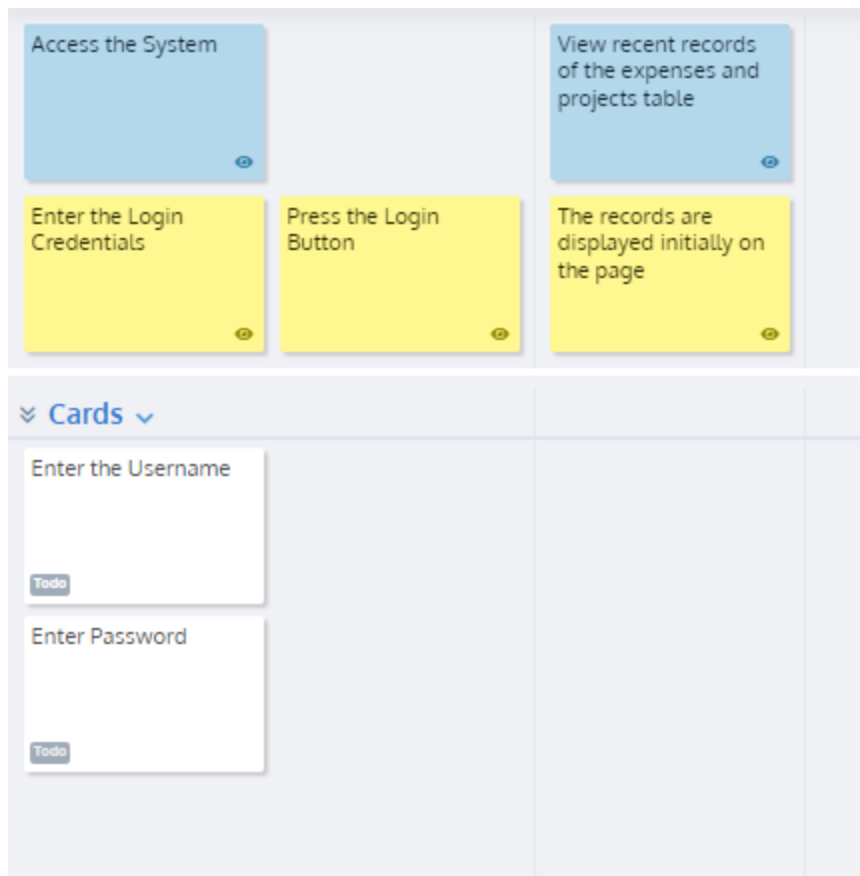 Access the System
View recent records
of the expenses and
projects table
Enter the Login
Credentials
Press the Login
Button
The records are
displayed initially on
the page
Cards
Enter the Username
Todo
Enter Password
Todo